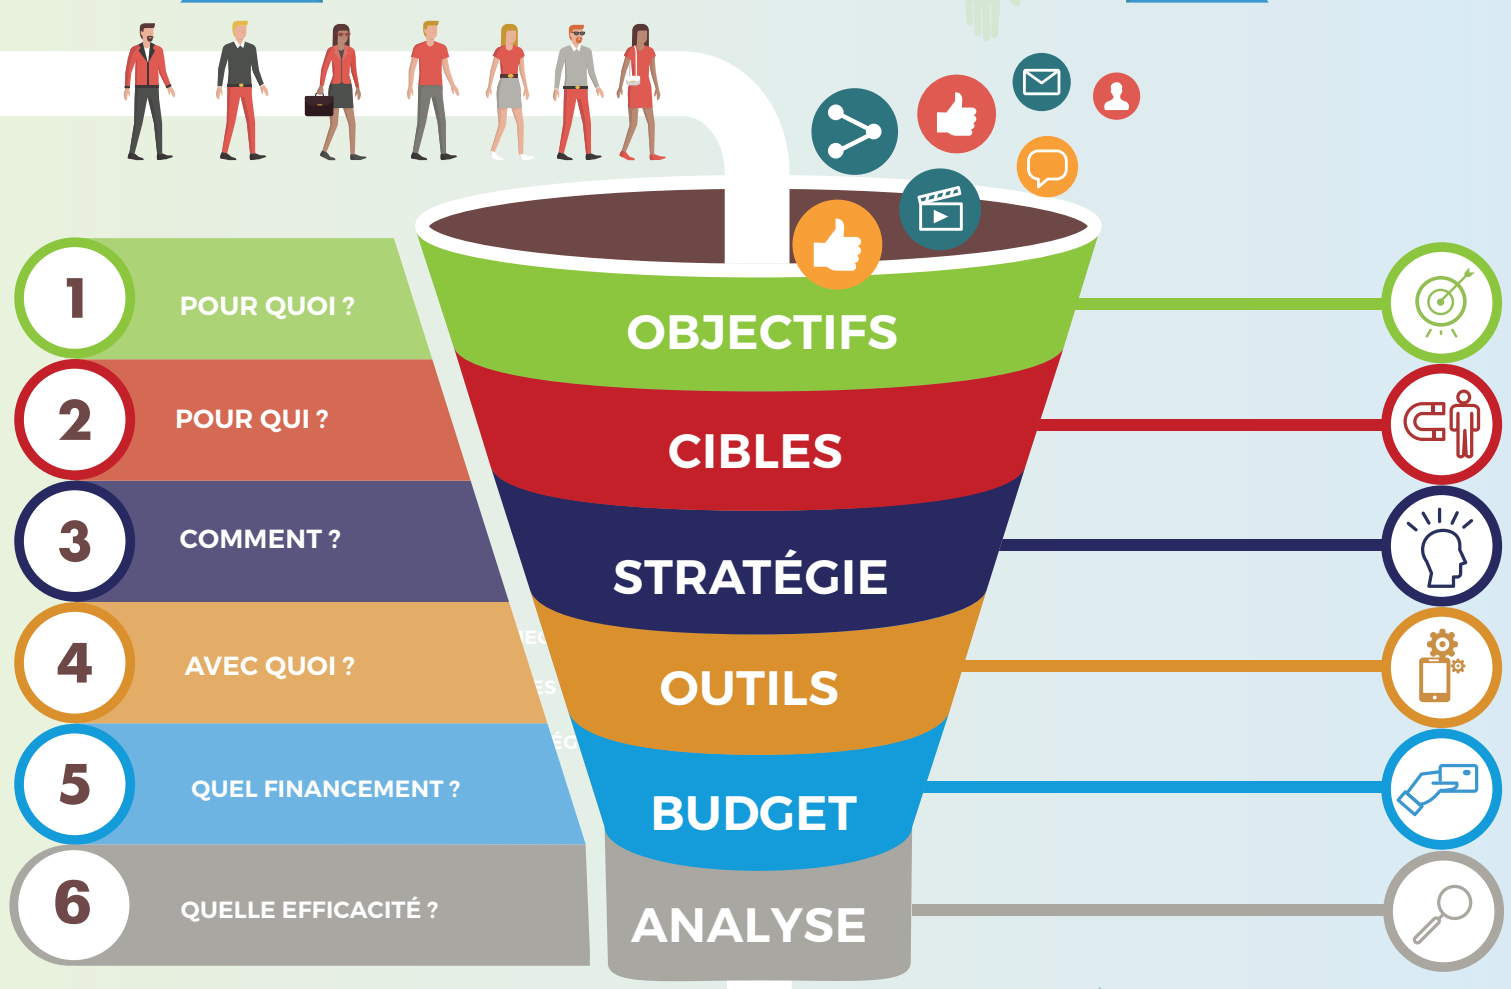 1
POUR QUOI ?
OBJECTIFS
2
POUR QUI ?
CIBLES
3
COMMENT ?
STRATÉGIE
4
AVEC QUOI ?
OUTILS
5
QUEL FINANCEMENT ?
BUDGET
6
QUELLE EFFICACITÉ ?
ANALYSE